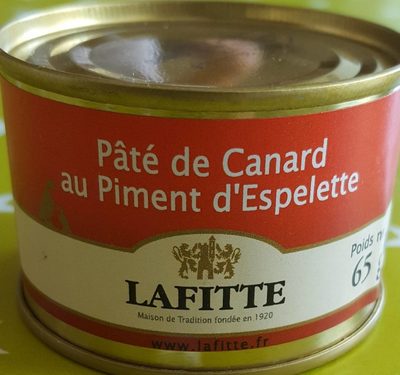 Pâté de Canard
au Piment d'Espelette
Poids n
65 g
LAFITTE
Maison de Tradition fondée en 1920
www.lafitte.fr